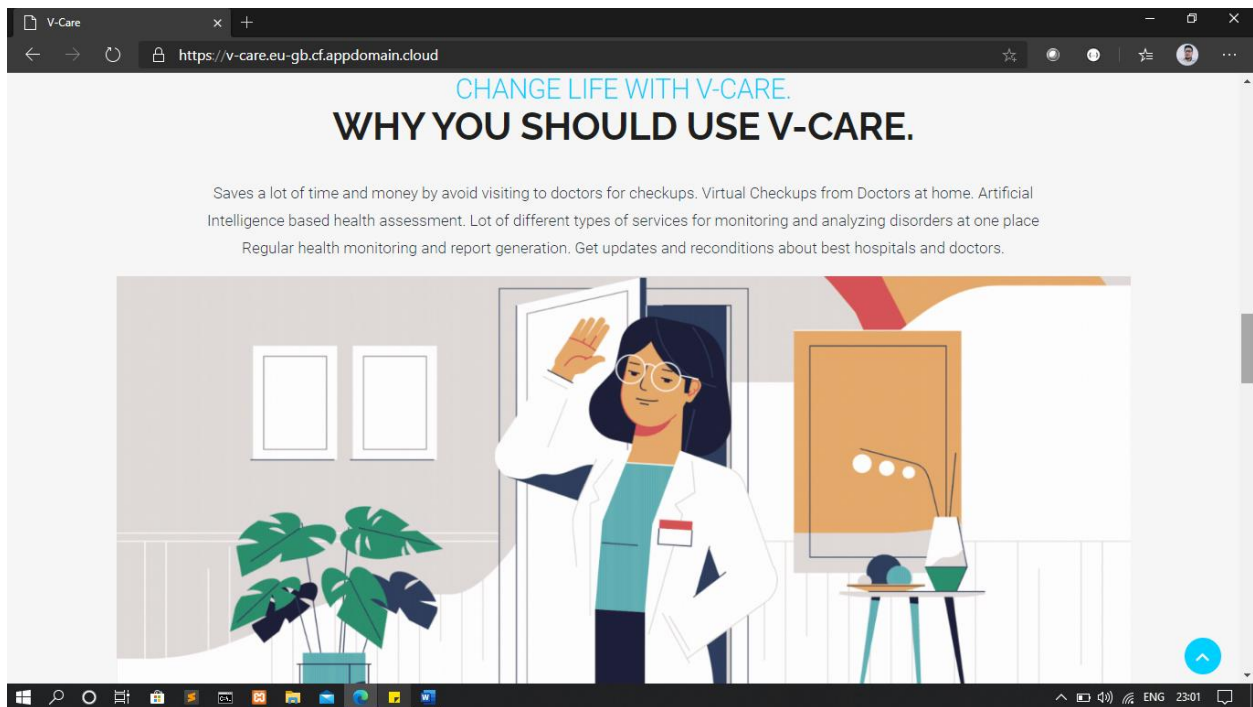 V-Care
https://v-care.eu-gb.cf.appdomain.cloud
CHANGE LIFE WITH V-CARE.
WHY YOU SHOULD USE V-CARE.
Saves a lot of time and money by avoid visiting to doctors for checkups. Virtual Checkups from Doctors at home. Artificial
Intelligence based health assessment. Lot of different types of services for monitoring and analyzing disorders at one place
Regular health monitoring and report generation. Get updates and reconditions about best hospitals and doctors.
ENG 23:01